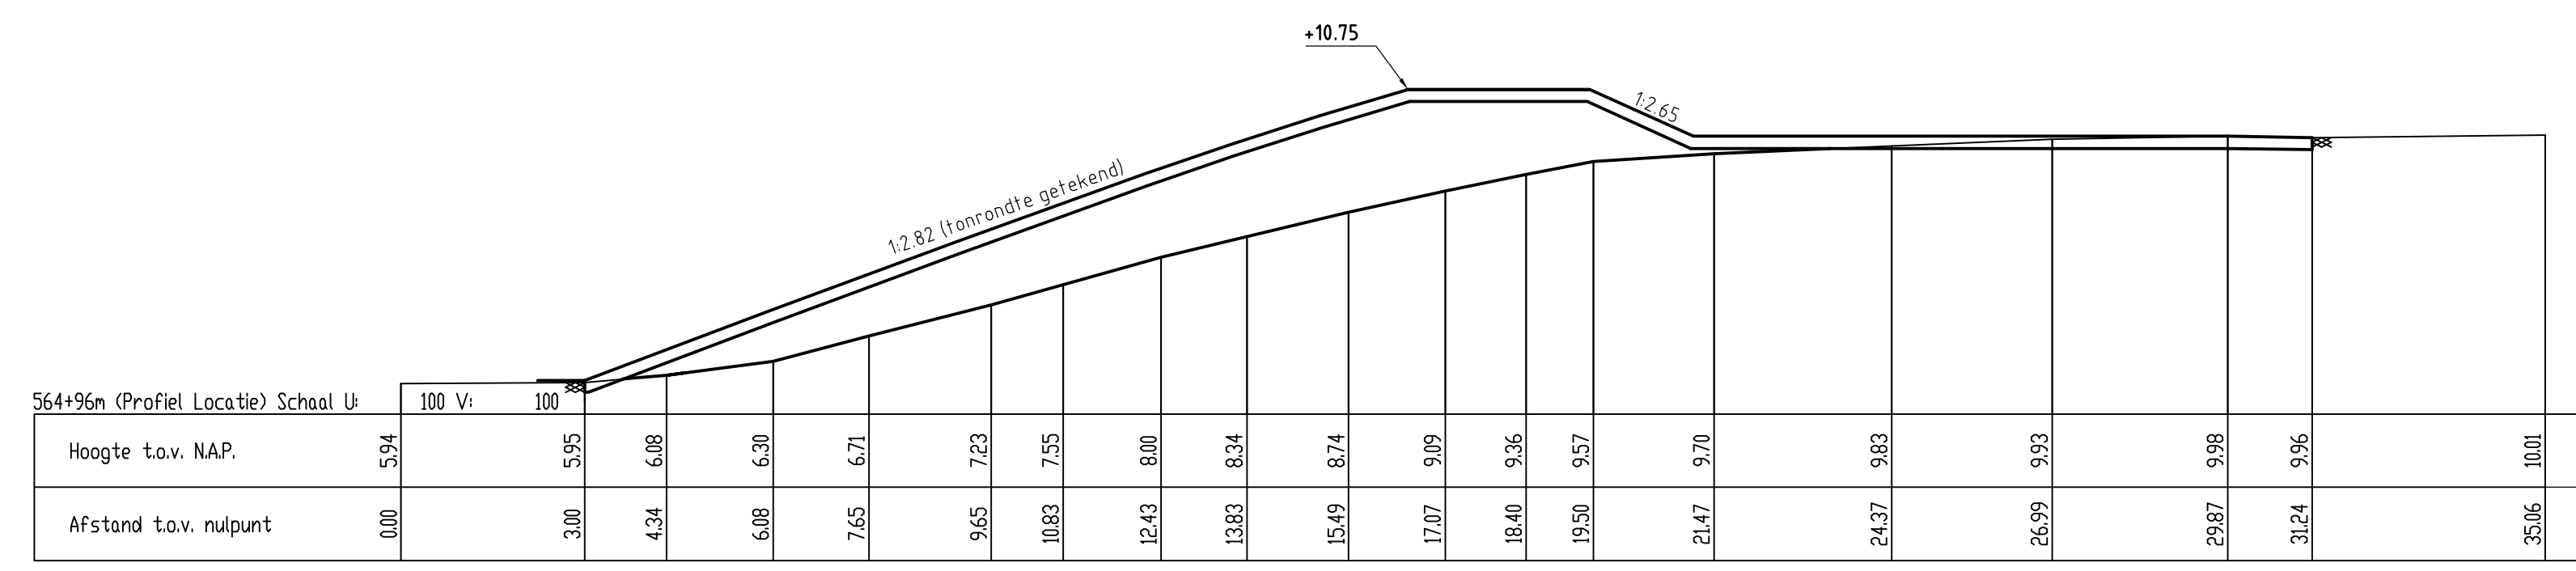 +10.75
1:2.65
1:2.82 (tonrondte getekend)
564+96m (Profiel Locatie) Schaal U: 100 V: 100
Hoogte t.o.v. N.A.P. 5.94 5.95 6.08 6.30 6.71 7.23 7.55 8.00 8.34 8.74 9.09 9.36 9.57 9.70 9.83 9.93 9.98 9.96 10.01
Afstand t.o.v. nulpunt 0.00 3.00 4.34 6.08 7.65 9.65 10.83 12.43 13.83 15.49 17.07 18.40 19.50 21.47 24.37 26.99 29.87 31.24 35.06